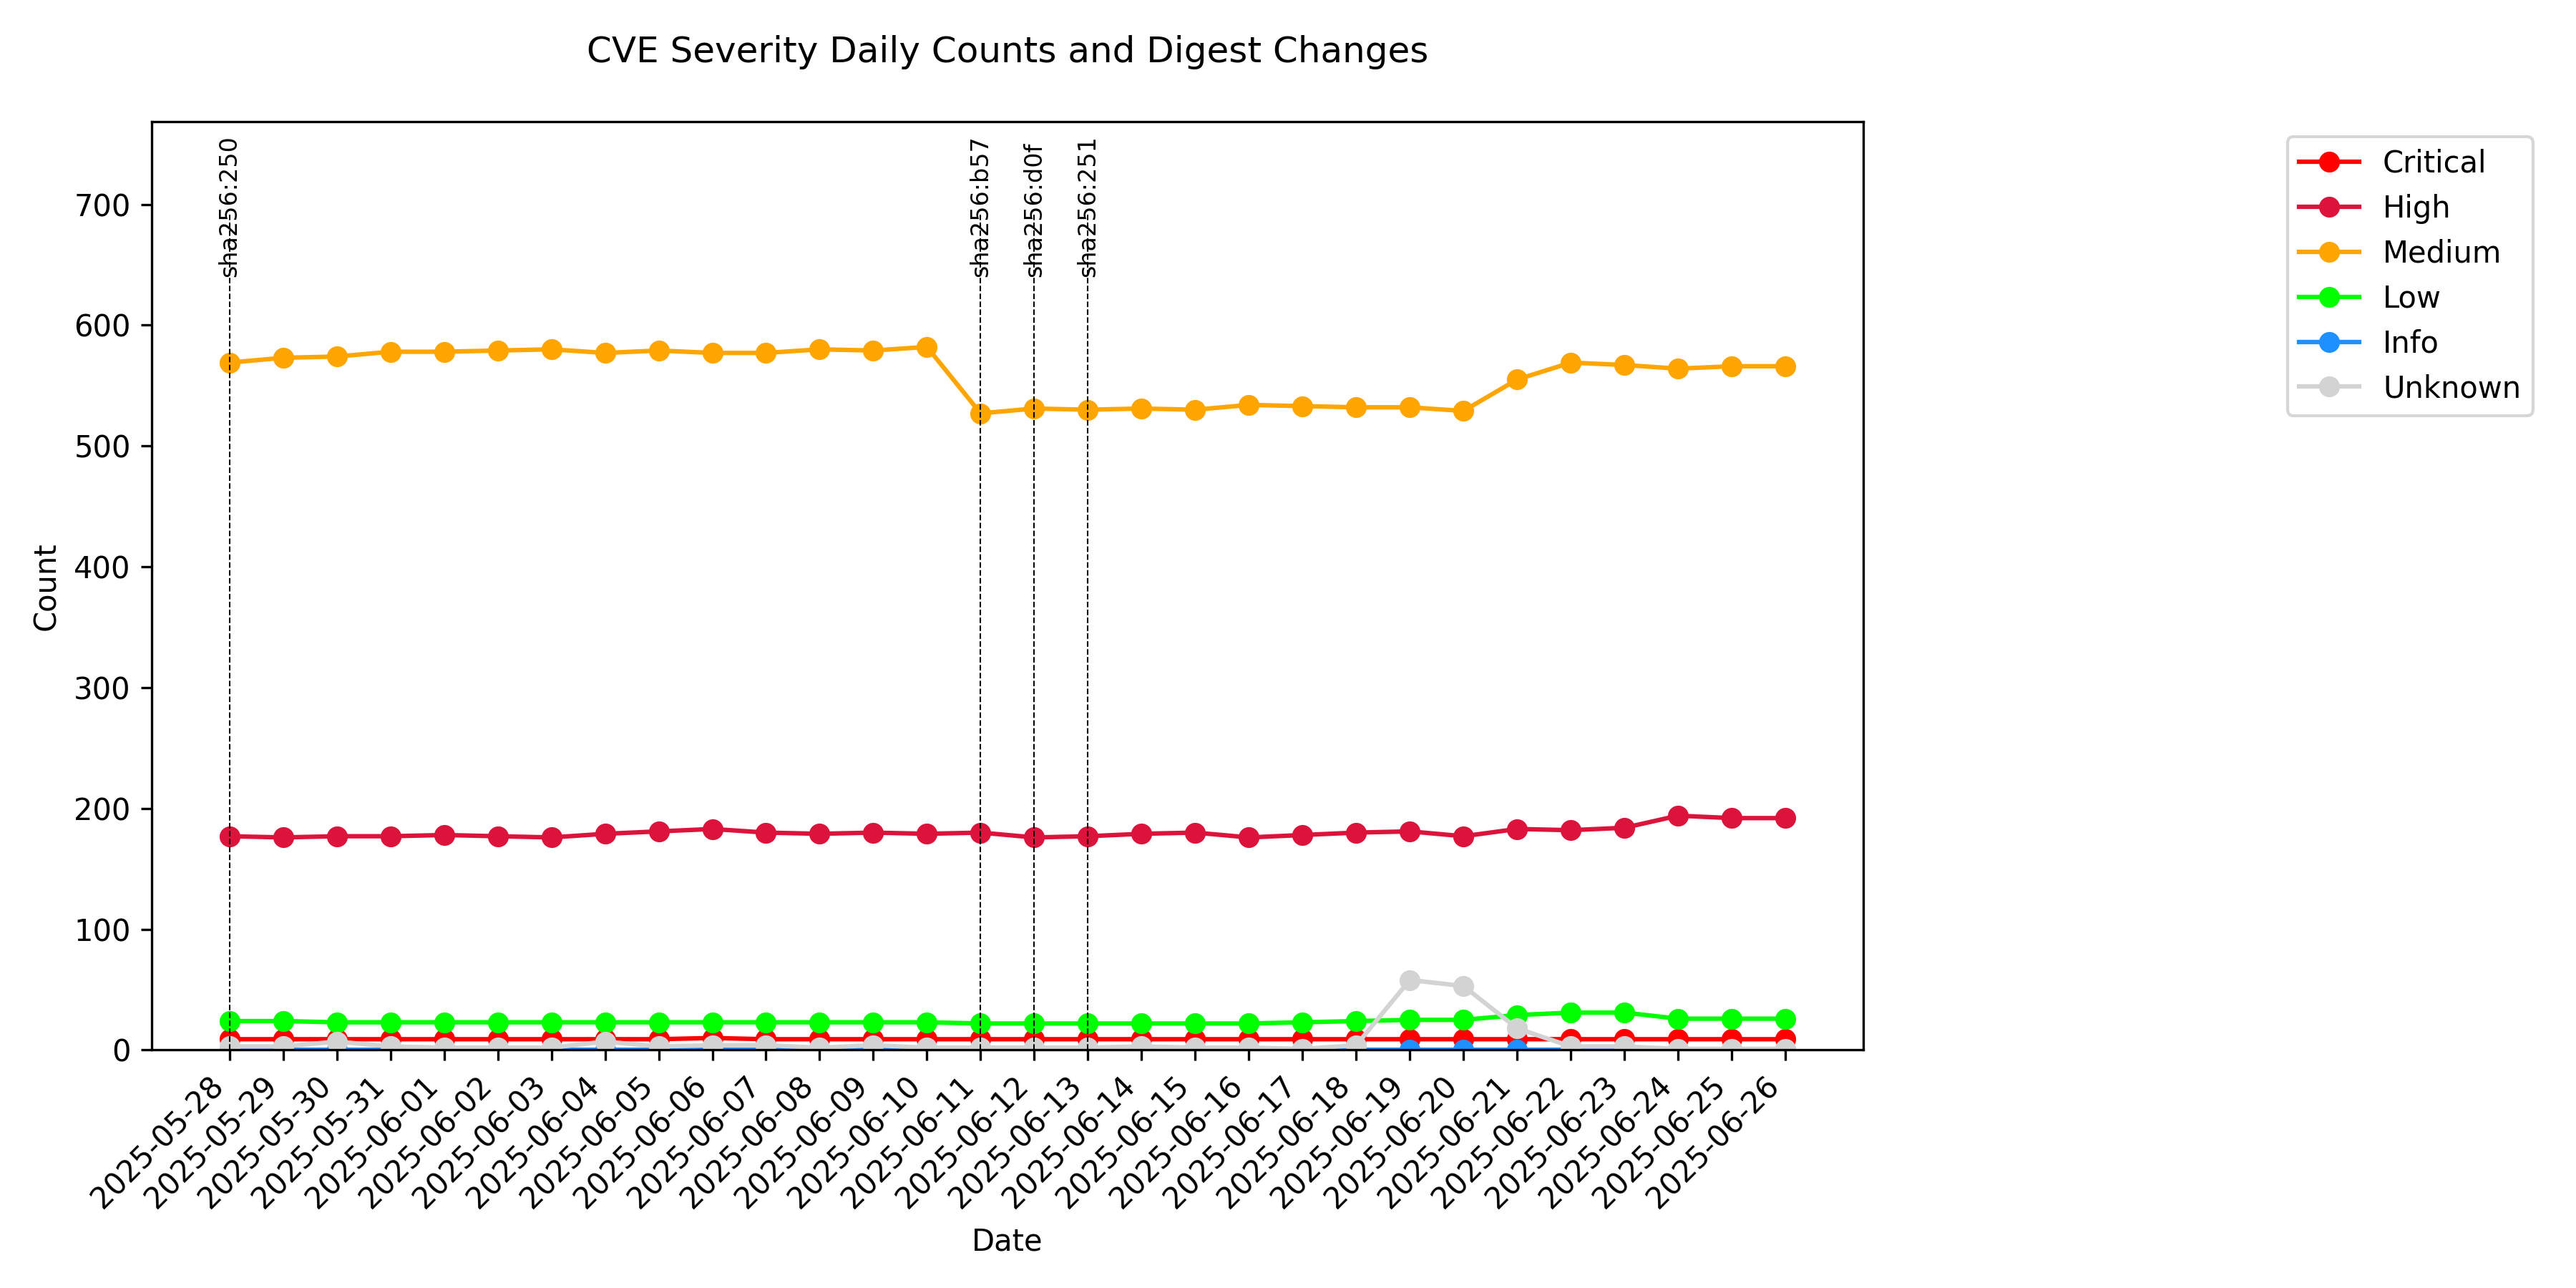 CVE Severity Daily Counts and Digest Changes
sha256:250
sha256:b57
sha256:d0f
sha256:251
Critical
High
Medium
Low
Info
Unknown
700
600
500
400
300
200
100
0
Count
2025-05-28
2025-05-29
2025-05-30
2025-05-31
2025-06-01
2025-06-02
2025-06-03
2025-06-04
2025-06-05
2025-06-06
2025-06-07
2025-06-08
2025-06-09
2025-06-10
2025-06-11
2025-06-12
2025-06-13
2025-06-14
2025-06-15
2025-06-16
2025-06-17
2025-06-18
2025-06-19
2025-06-20
2025-06-21
2025-06-22
2025-06-23
2025-06-24
2025-06-25
2025-06-26
Date